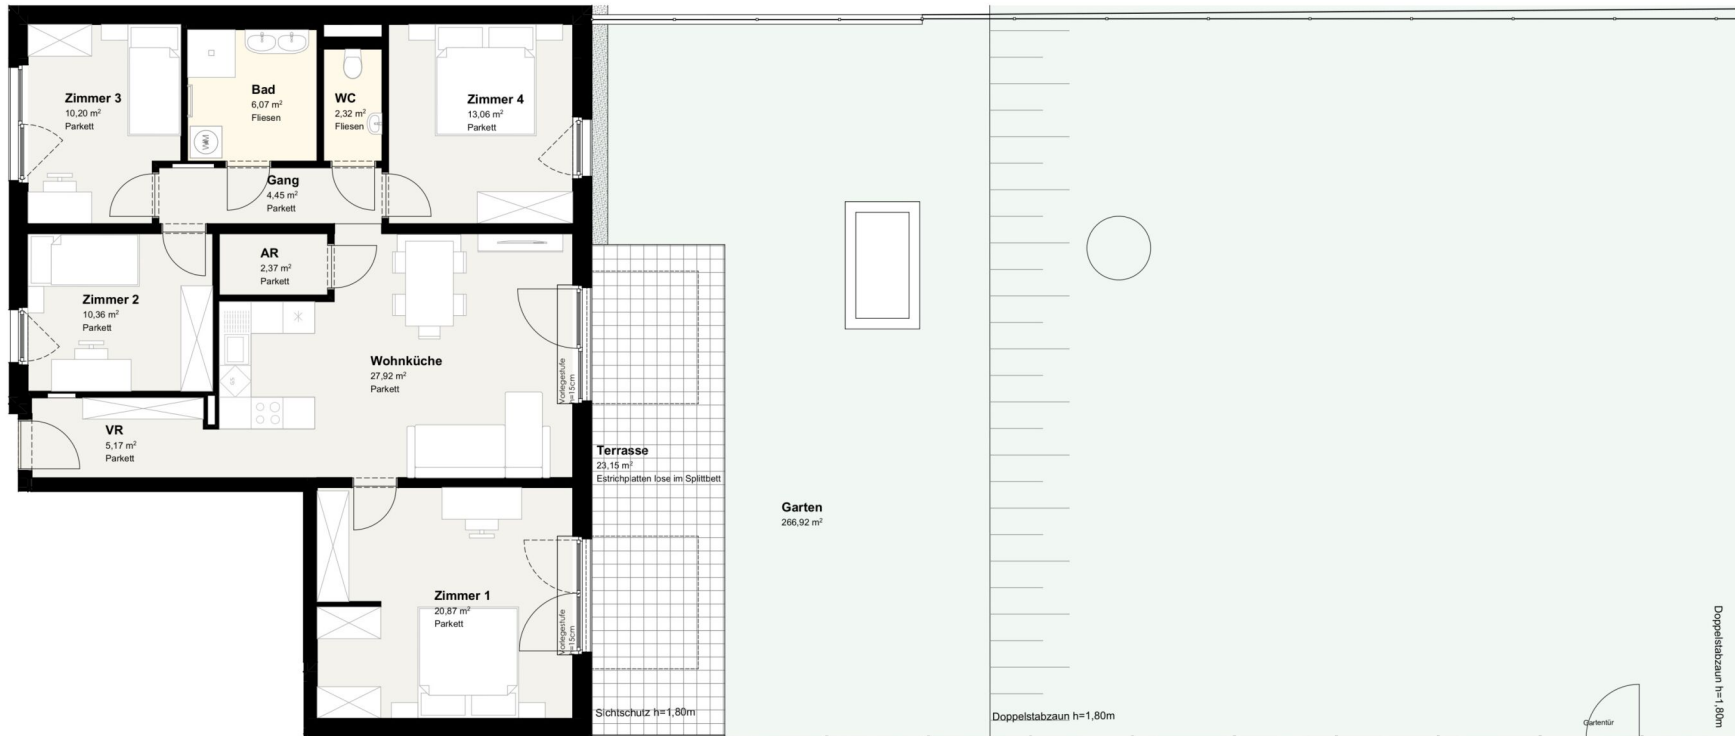 Zimmer 3
10,20 m²
Parkett
Bad
6,07 m²
Fliesen
WM
WC
2,32 m²
Fliesen
Zimmer 4
13,06 m²
Parkett
Gang
4,45 m²
Parkett
AR
2,37 m²
Parkett
Zimmer 2
10,36 m²
Parkett
GS
Wohnküche
27,92 m²
Parkett
Vorlegestufe
h=15cm
VR
5,17 m²
Parkett
Terrasse
23,15 m²
Estrichplatten lose im Splittbett
Garten
266,92 m²
Zimmer 1
20,87 m²
Parkett
Vorlegestufe
h=15cm
Sichtschutz h=1,80m
Doppelstabzaun h=1,80m
Gartentür
Doppelstabzaun h=1,80m